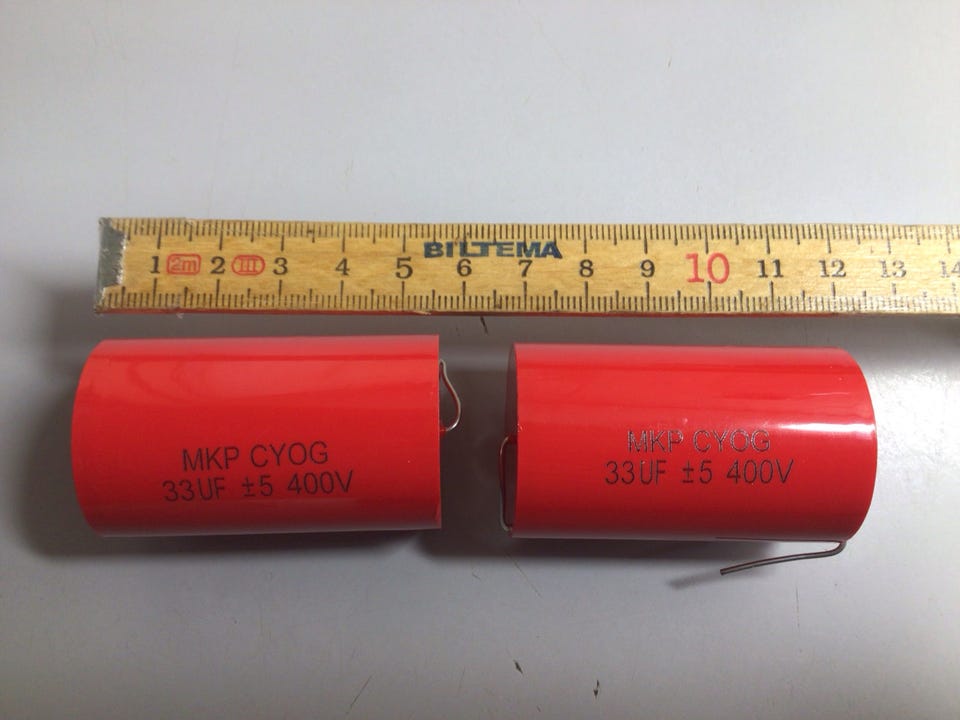 BILTEMA
1 2m 2 III 3 4 5 6 7 8 9 10 11 12 13 14
MKP CYOG
33UF ±5 400V
MKP CYOG
33UF ±5 400V